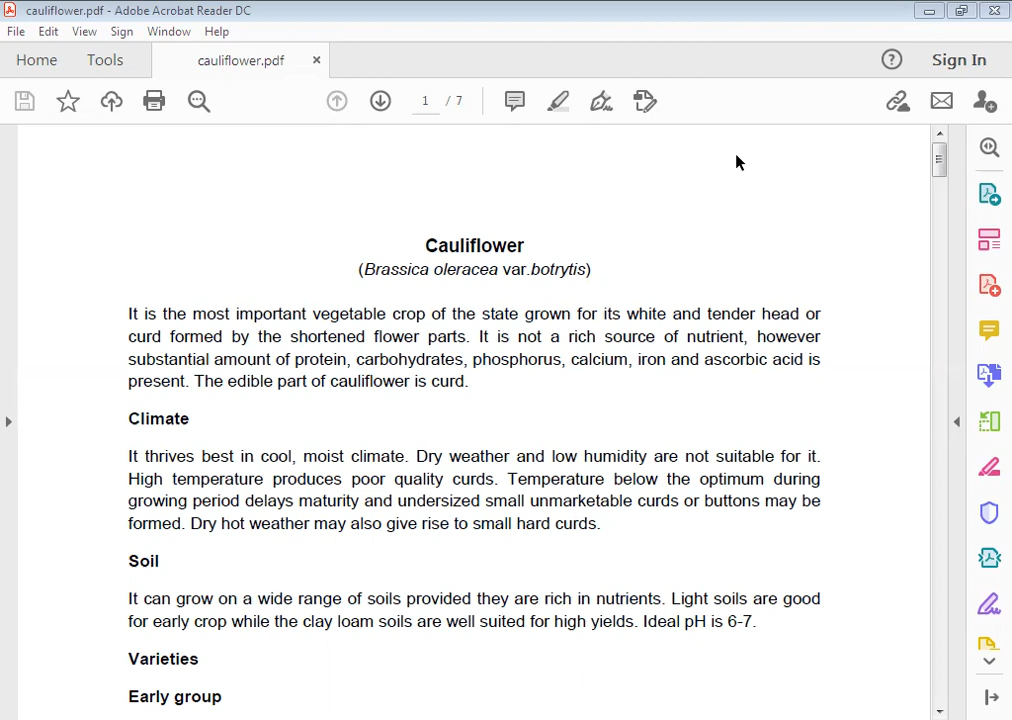 cauliflower.pdf - Adobe Acrobat Reader DC
File Edit View Sign Window Help
Home Tools cauliflower.pdf × Sign In
1 / 7
Cauliflower
(Brassica oleracea var.botrytis)
It is the most important vegetable crop of the state grown for its white and tender head or
curd formed by the shortened flower parts. It is not a rich source of nutrient, however
substantial amount of protein, carbohydrates, phosphorus, calcium, iron and ascorbic acid is
present. The edible part of cauliflower is curd.
Climate
It thrives best in cool, moist climate. Dry weather and low humidity are not suitable for it.
High temperature produces poor quality curds. Temperature below the optimum during
growing period delays maturity and undersized small unmarketable curds or buttons may be
formed. Dry hot weather may also give rise to small hard curds.
Soil
It can grow on a wide range of soils provided they are rich in nutrients. Light soils are good
for early crop while the clay loam soils are well suited for high yields. Ideal pH is 6-7.
Varieties
Early group